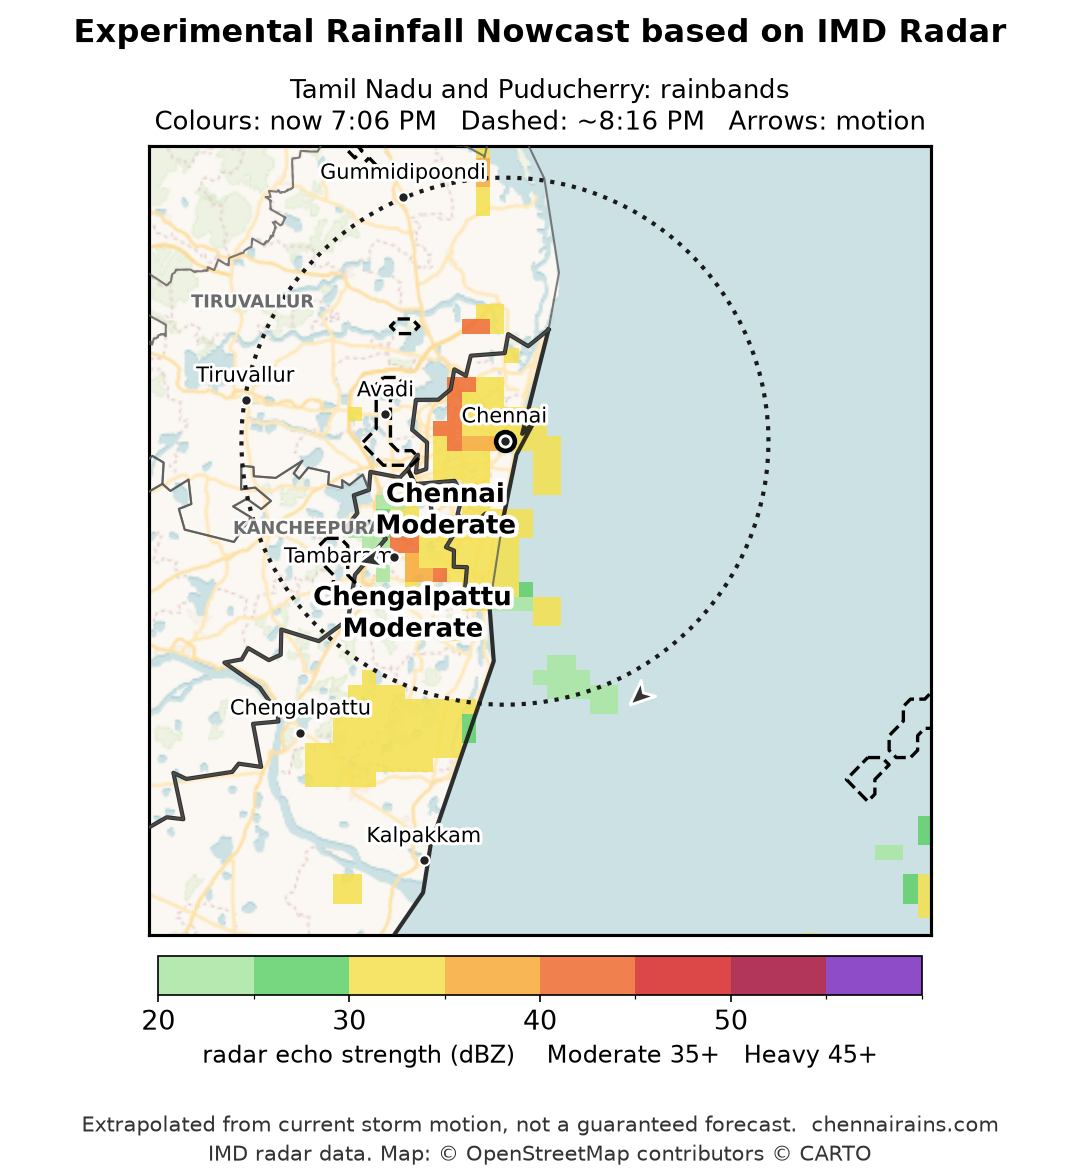 Experimental Rainfall Nowcast based on IMD Radar
Tamil Nadu and Puducherry: rainbands
Colours: now 7:06 PM   Dashed: ~8:16 PM   Arrows: motion
Gummidipoondi
TIRUVALLUR
Tiruvallur
Avadi
Chennai
Chennai
Moderate
KANCHEEPURA
Tambaram
Chengalpattu
Moderate
Chengalpattu
Kalpakkam
20 30 40 50
radar echo strength (dBZ)    Moderate 35+   Heavy 45+
Extrapolated from current storm motion, not a guaranteed forecast.  chennairains.com
IMD radar data. Map: © OpenStreetMap contributors © CARTO